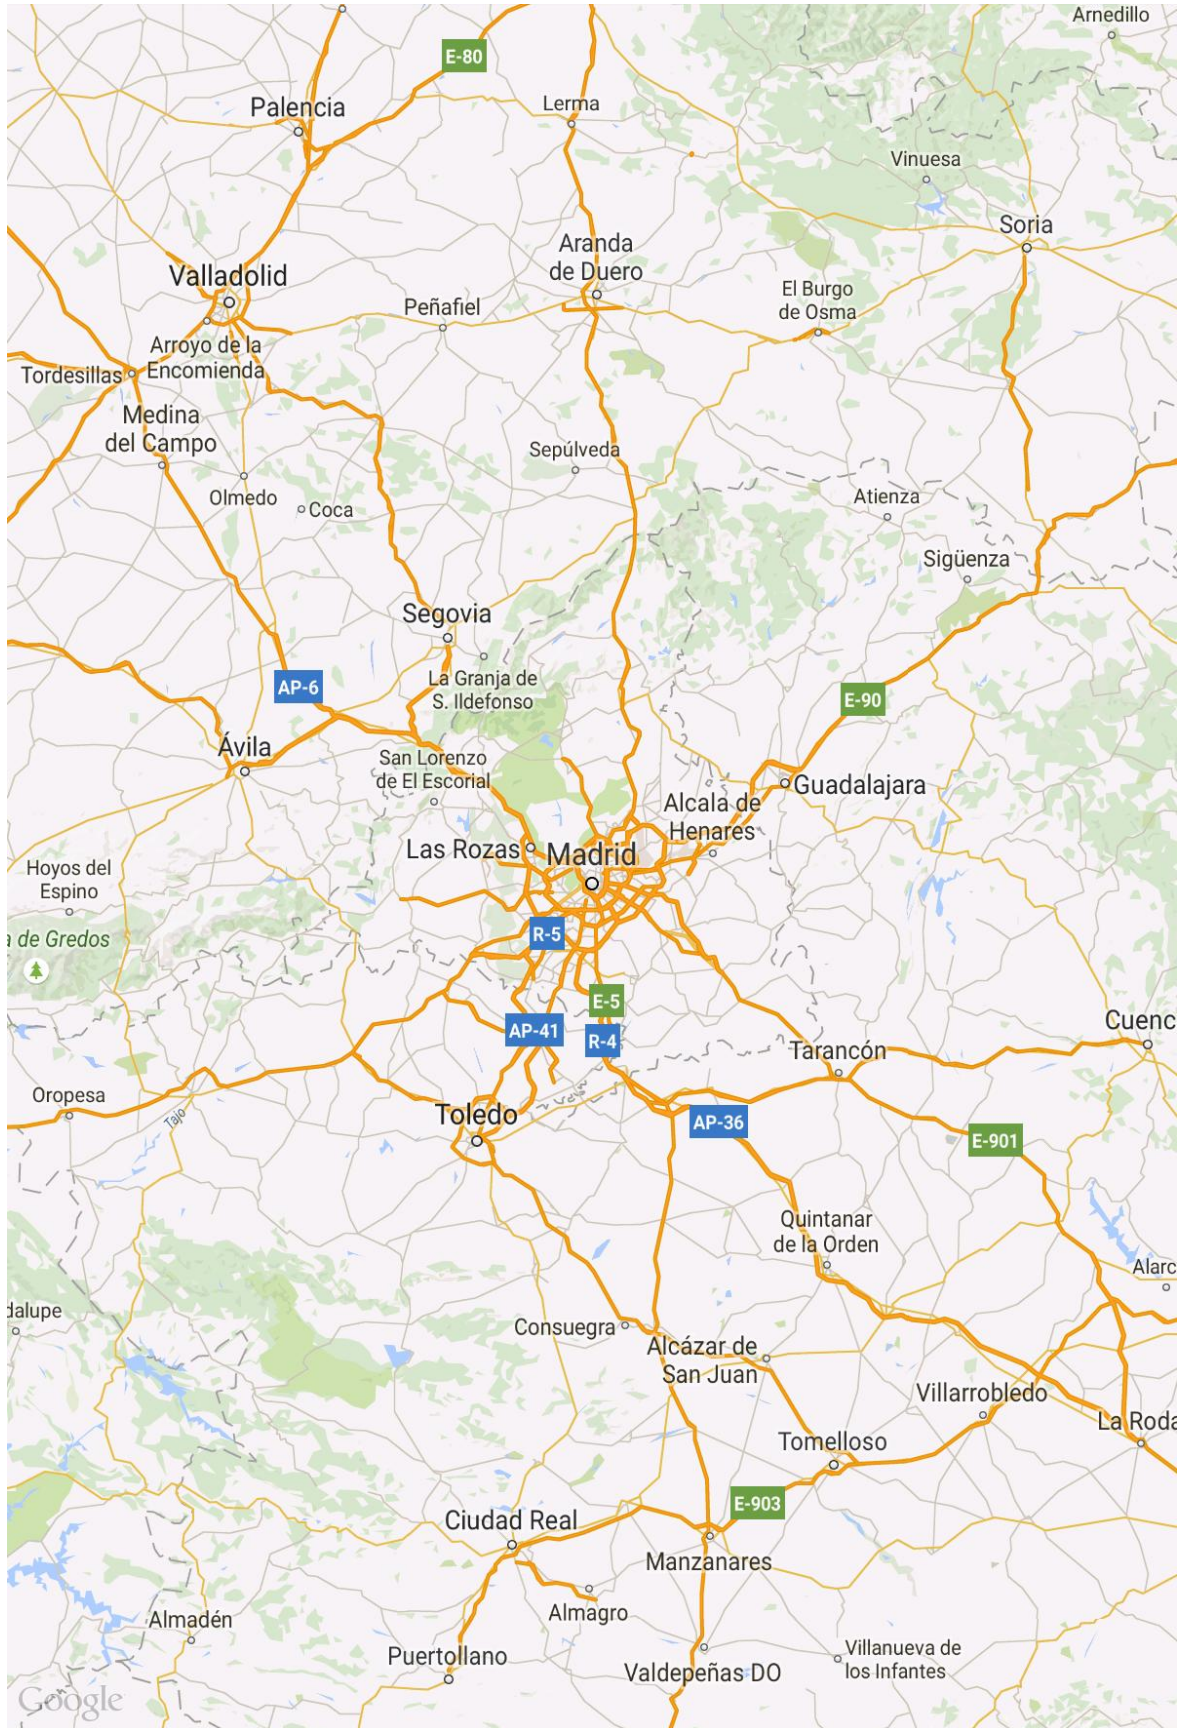 Arnedillo
E-80
Palencia
Lerma
Vinuesa
Soria
Aranda
de Duero
Valladolid
El Burgo
de Osma
Peñafiel
Arroyo de la
Encomienda
Tordesillas
Medina
del Campo
Sepúlveda
Olmedo
Coca
Atienza
Sigüenza
Segovia
La Granja de
S. Ildefonso
AP-6
E-90
Ávila
San Lorenzo
de El Escorial
Guadalajara
Alcala de
Henares
Las Rozas
Madrid
Hoyos del
Espino
a de Gredos
R-5
E-5
AP-41
R-4
Cuenc
Tarancón
Oropesa
Tajo
Toledo
AP-36
E-901
Quintanar
de la Orden
Alarc
dalupe
Consuegra
Alcázar de
San Juan
Villarrobledo
La Roda
Tomelloso
E-903
Ciudad Real
Manzanares
Almagro
Almadén
Puertollano
Valdepeñas DO
Villanueva de
los Infantes
Google